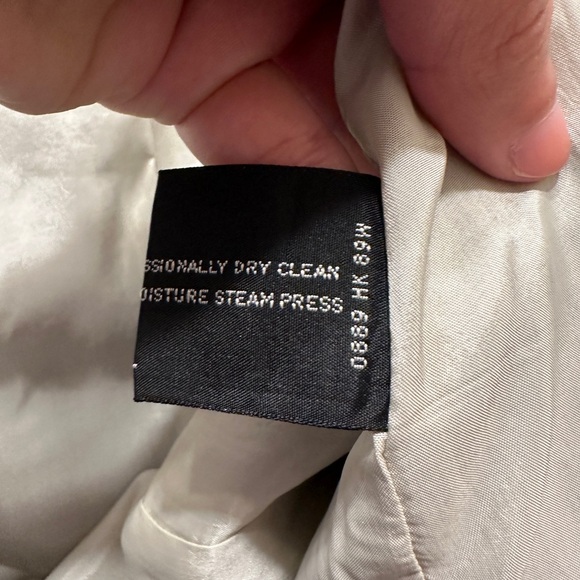 SSIONALLY DRY CLEAN
OISTURE STEAM PRESS
0889 HK 69W